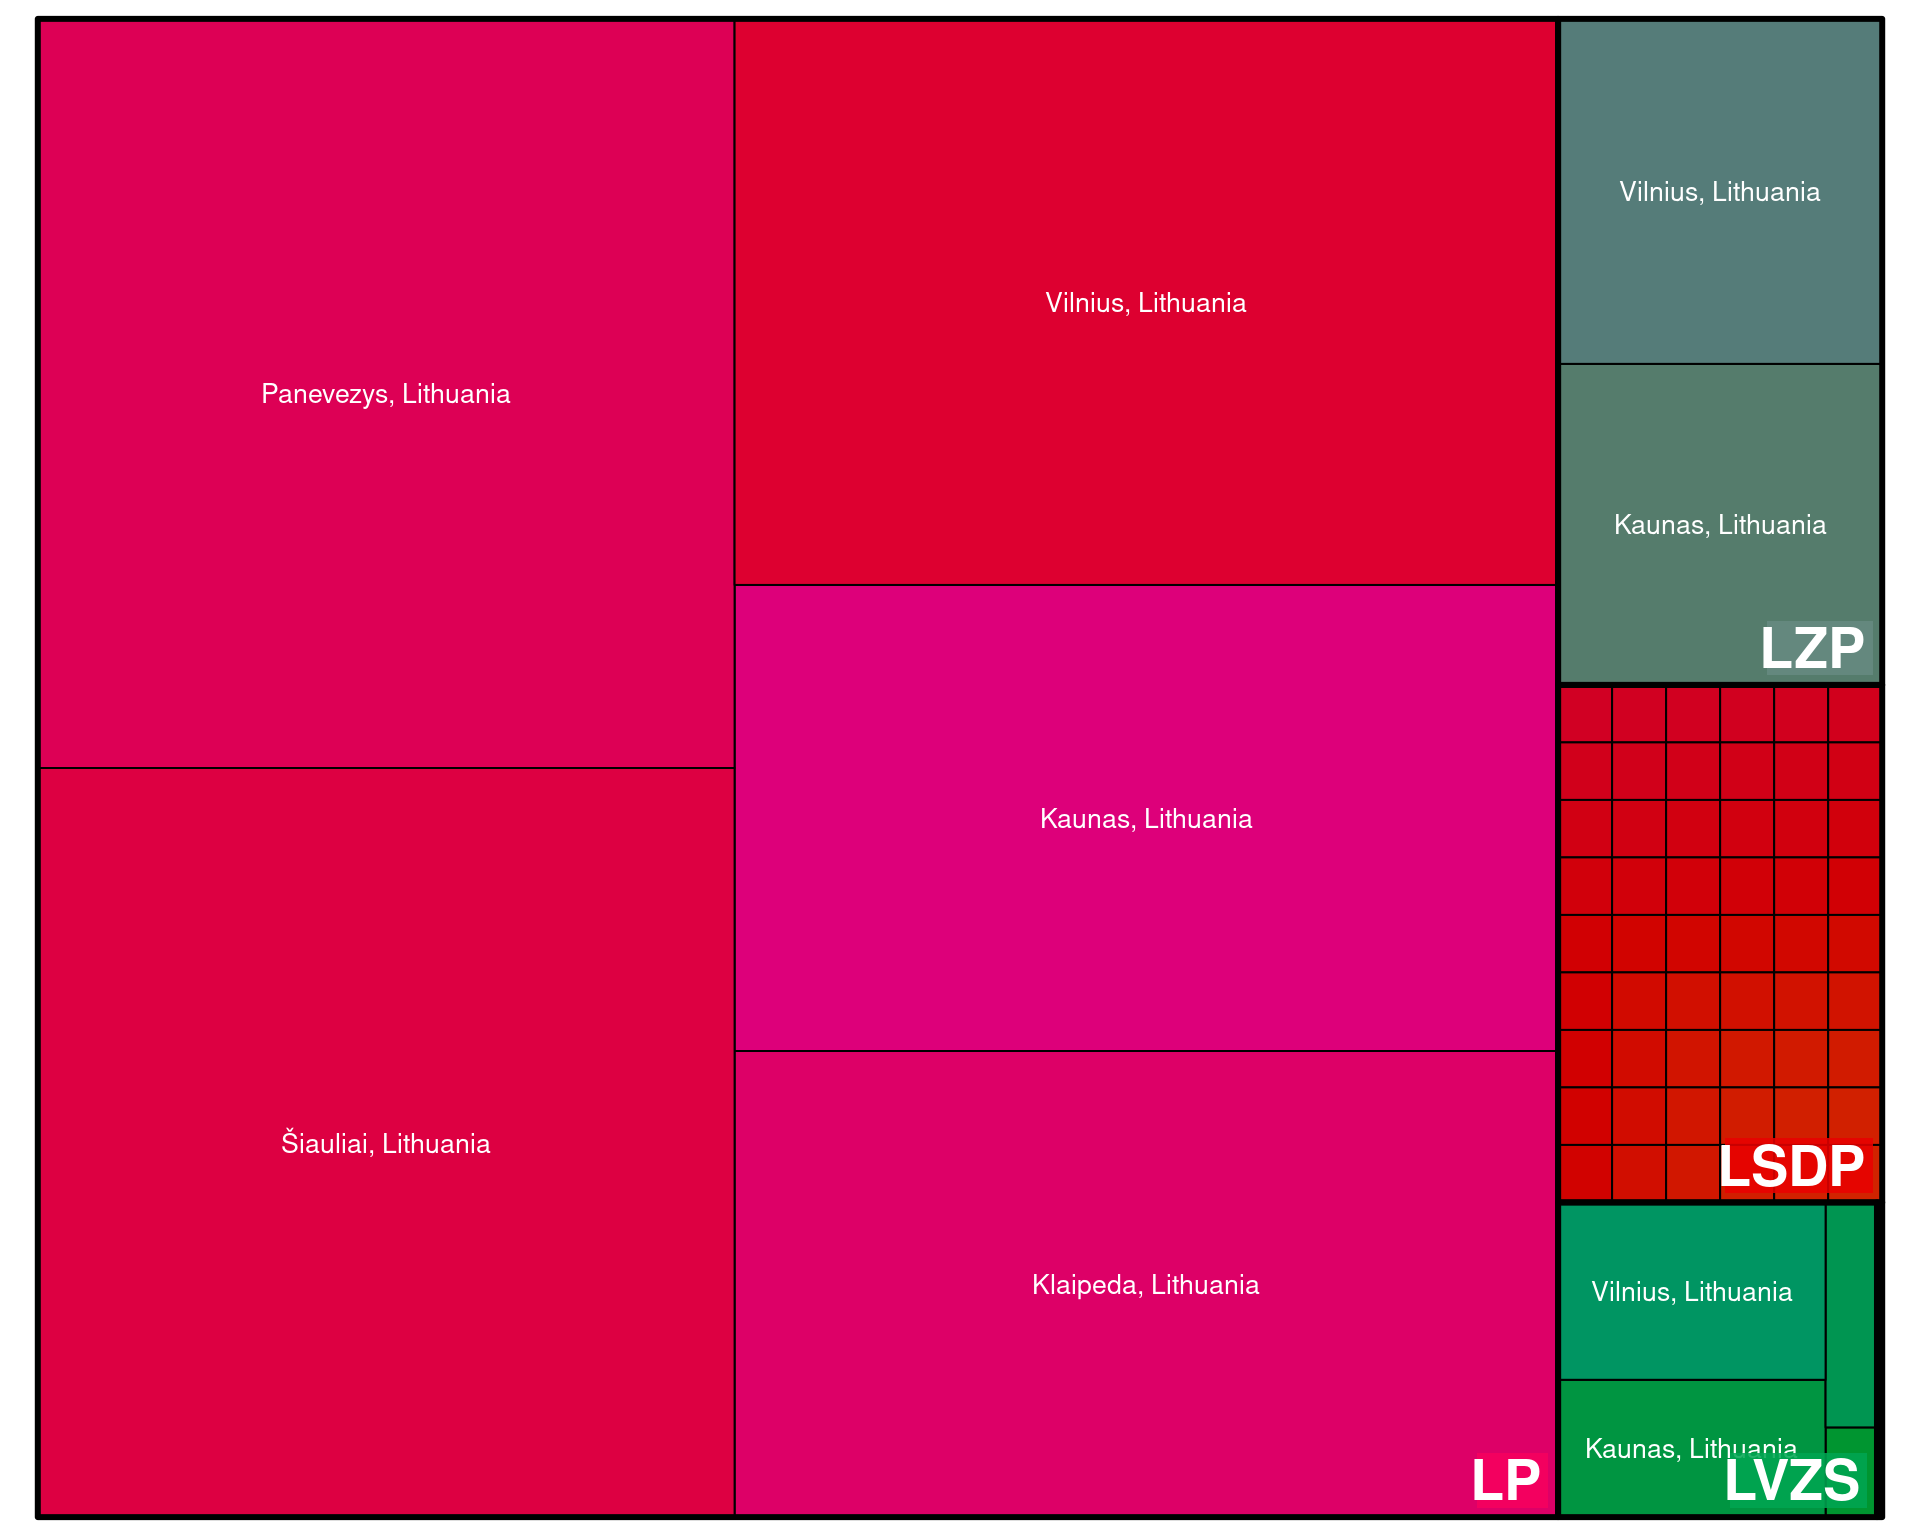 Panevezys, Lithuania
Šiauliai, Lithuania
Vilnius, Lithuania
Kaunas, Lithuania
Klaipeda, Lithuania
LP
Vilnius, Lithuania
Kaunas, Lithuania
LZP
LSDP
Vilnius, Lithuania
Kaunas, Lithuania
LVZS